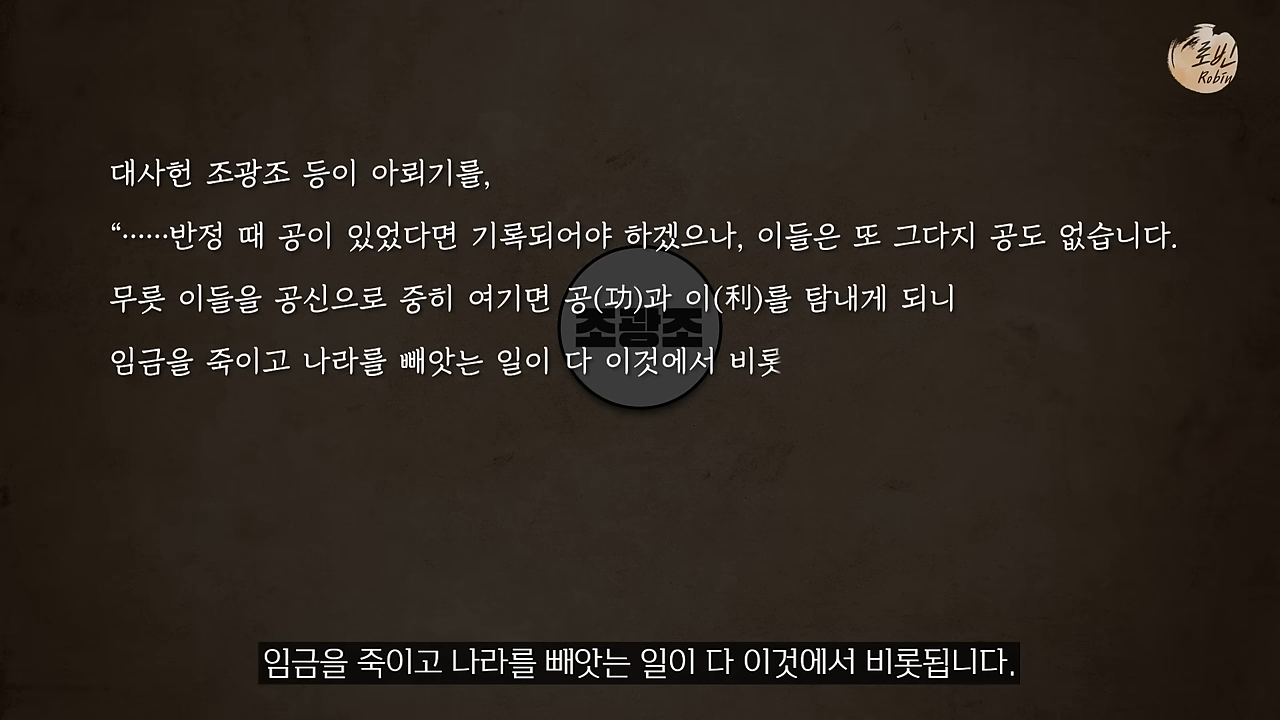 로빈
Robin
대사헌 조광조 등이 아뢰기를,
“……반정 때 공이 있었다면 기록되어야 하겠으나, 이들은 또 그다지 공도 없습니다.
무릇 이들을 공신으로 중히 여기면 공(功)과 이(利)를 탐내게 되니
조광조
임금을 죽이고 나라를 빼앗는 일이 다 이것에서 비롯
임금을 죽이고 나라를 빼앗는 일이 다 이것에서 비롯됩니다.